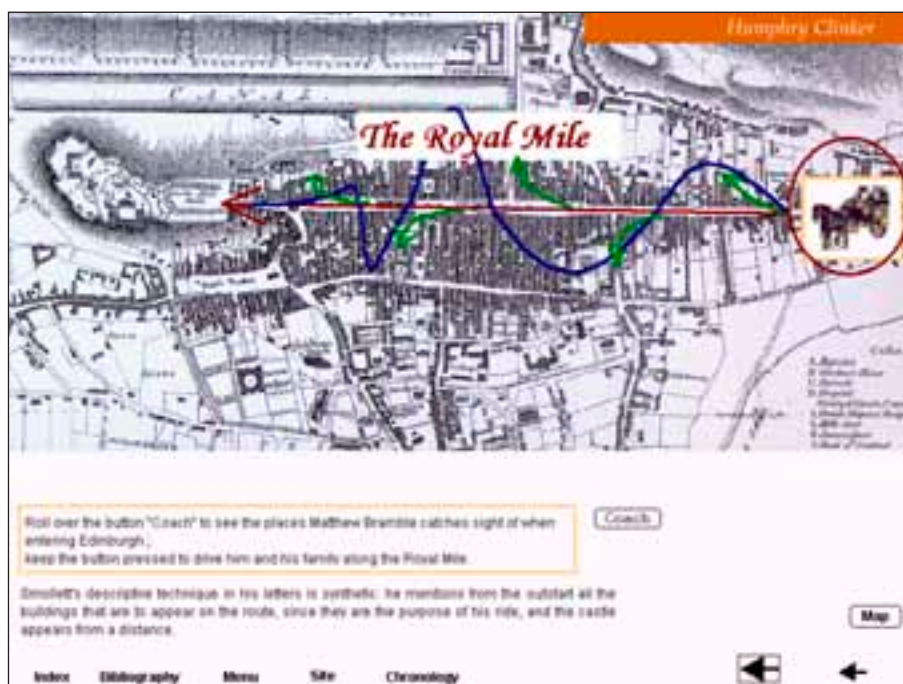 Humphry Clinker
CANAL.
The Royal Mile
Roll over the button "Coach" to see the places Matthew Bramble catches sight of when
entering Edinburgh ;
keep the button pressed to drive him and his family along the Royal Mile.
Coach
Smollett's descriptive technique in his letters is synthetic: he mentions from the outstart all the
buildings that are to appear on the route, since they are the purpose of his ride, and the castle
appears from a distance.
Map
Index Bibliography Menu Site Chronology